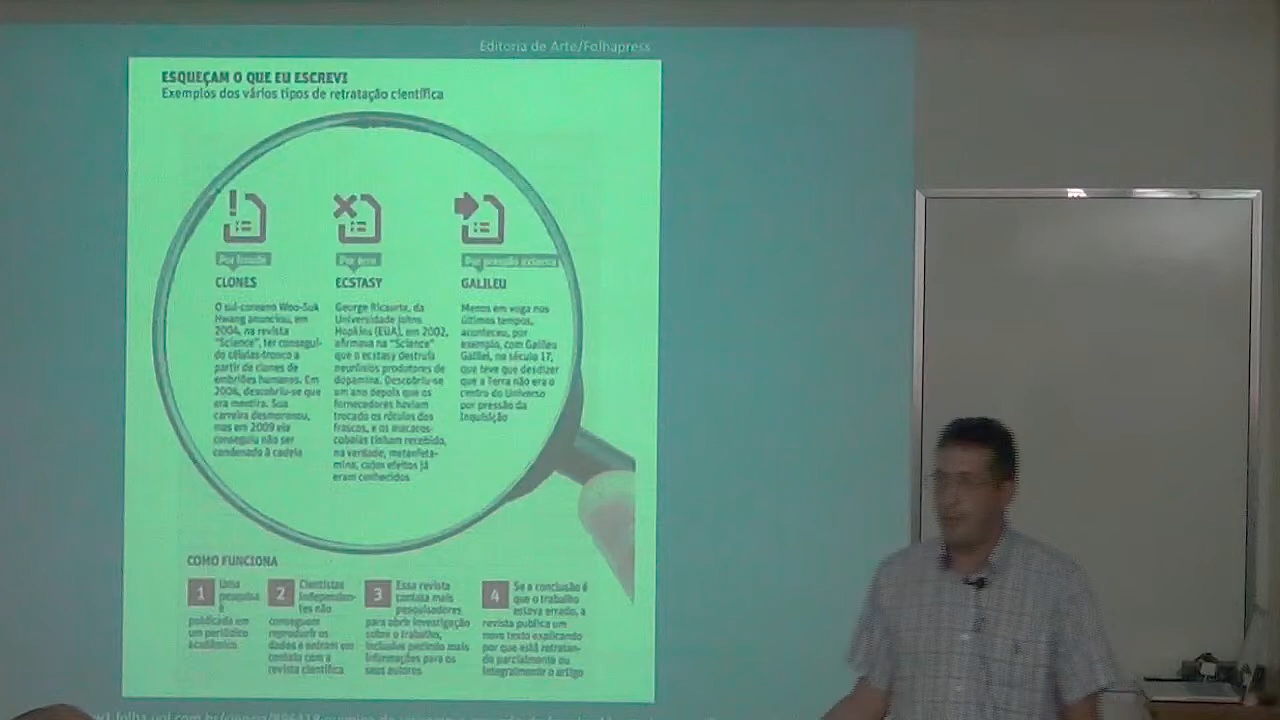 Editoria de Arte/Folhapress
ESQUEÇAM O QUE EU ESCREVI
Exemplos dos vários tipos de retratação científica
Por fraude
CLONES
O sul-coreano Woo-Suk
Hwang anunciou, em
2004, na revista
"Science", ter consegui-
do células-tronco a
partir de clones de
embriões humanos. Em
2006, descobriu-se que
era mentira. Sua
carreira desmoronou,
mas em 2009 ele
conseguiu não ser
condenado à cadeia
Por erro
ECSTASY
George Ricaurte, da
Universidade Johns
Hopkins (EUA), em 2002,
afirmava na "Science"
que o ecstasy destruía
neurônios produtores de
dopamina. Descobriu-se
um ano depois que os
fornecedores haviam
trocado os rótulos dos
frascos, e os macacos-
cobaias tinham recebido,
na verdade, metanfeta-
mina, cujos efeitos já
eram conhecidos
Por pressão externa
GALILEU
Menos em voga nos
últimos tempos,
aconteceu, por
exemplo, com Galileu
Galilei, no século 17,
que teve que desdizer
que a Terra não era o
centro do Universo
por pressão da
Inquisição
COMO FUNCIONA
1 Uma
pesquisa
é
publicada em
um periódico
acadêmico
2 Cientistas
independen-
tes não
conseguem
reproduzir os
dados e entram em
contato com a
revista científica
3 Essa revista
contata mais
pesquisadores
para abrir investigação
sobre o trabalho,
inclusive pedindo mais
informações para os
seus autores
4 Se a conclusão é
que o trabalho
estava errado, a
revista publica um
novo texto explicando
por que está retratan-
do parcialmente ou
integralmente o artigo